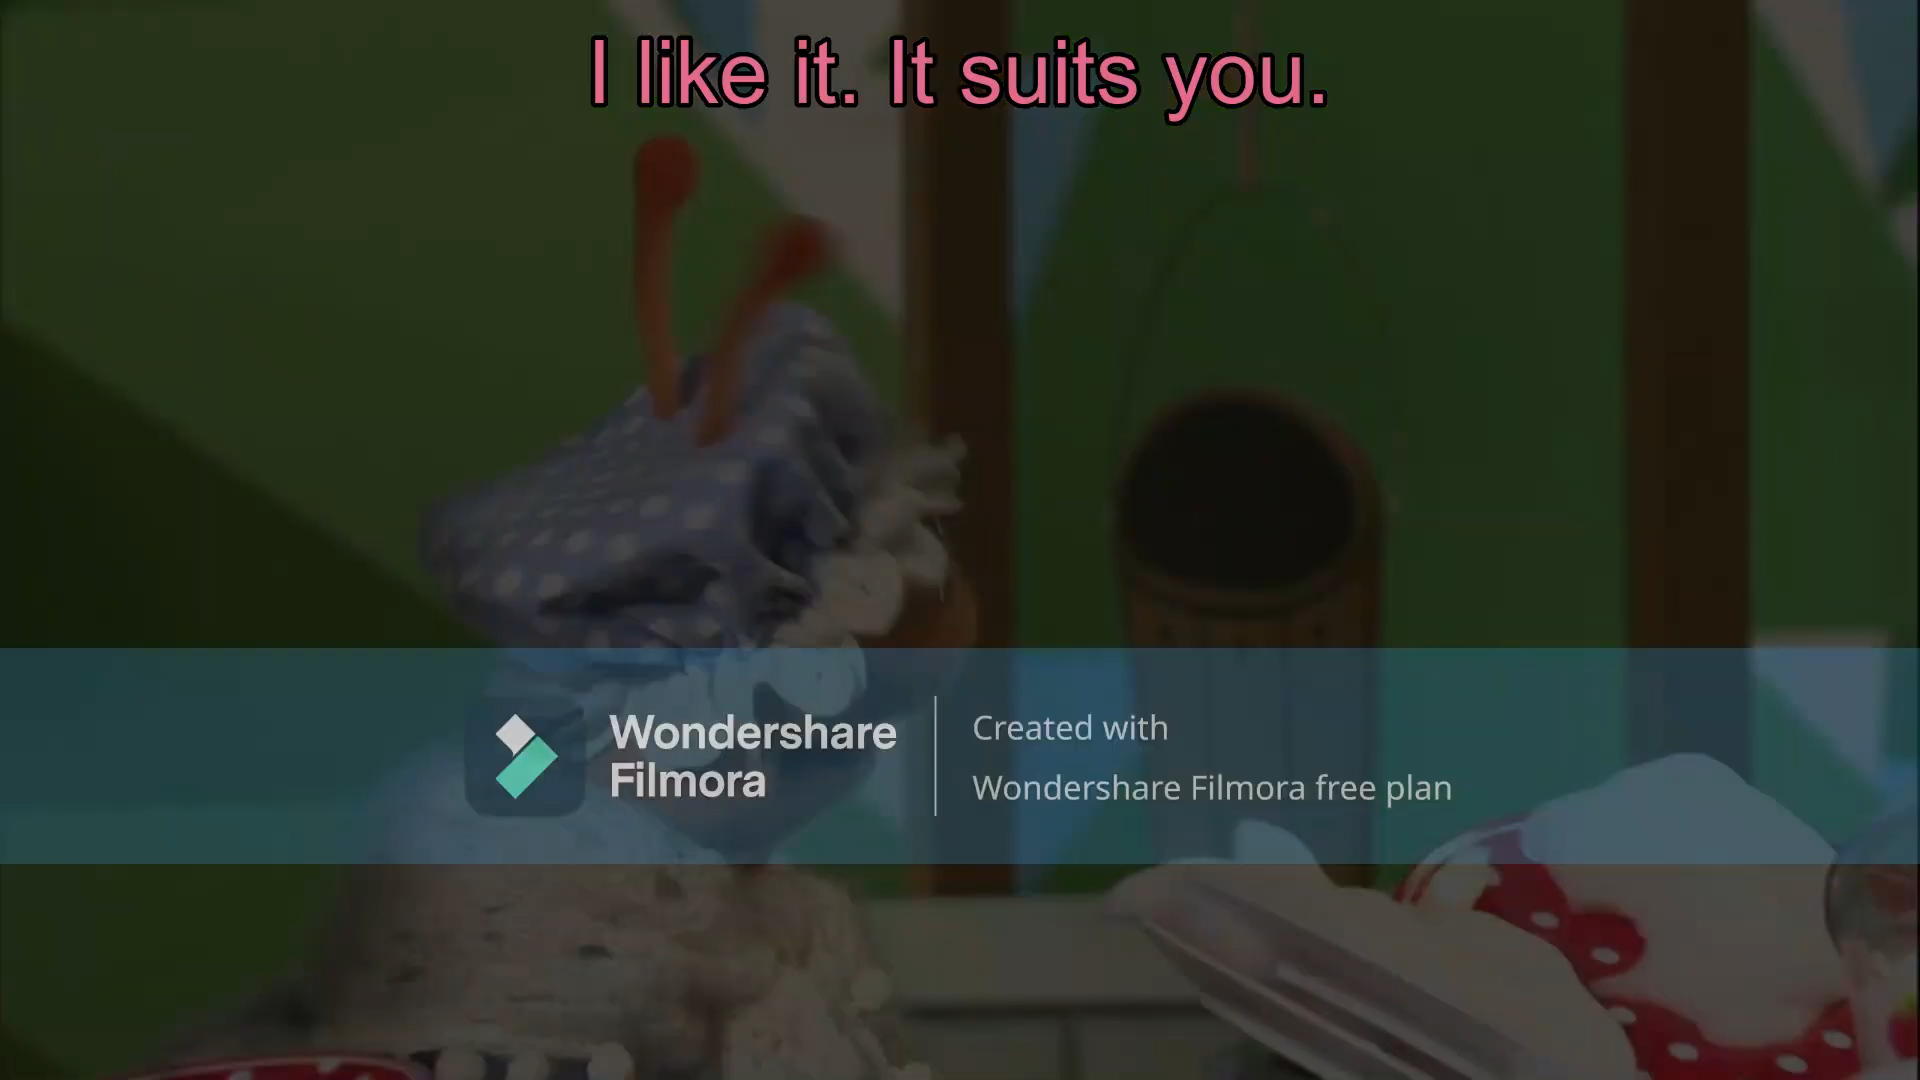 I like it. It suits you.
Wondershare
Filmora
Created with
Wondershare Filmora free plan